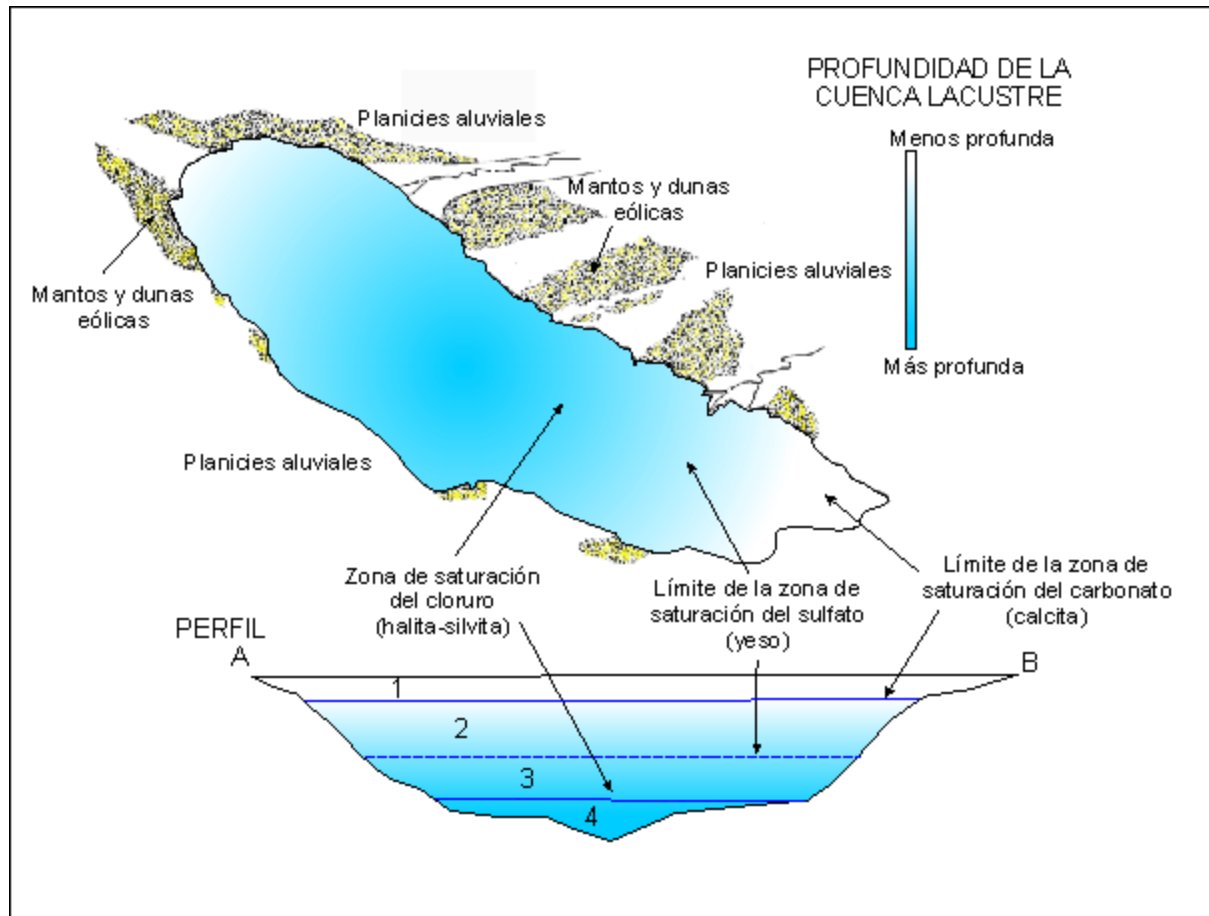 PROFUNDIDAD DE LA
CUENCA LACUSTRE
Menos profunda
Más profunda
Planicies aluviales
Mantos y dunas
eólicas
Planicies aluviales
Mantos y dunas
eólicas
Planicies aluviales
Zona de saturación
del cloruro
(halita-silvita)
Límite de la zona de
saturación del sulfato
(yeso)
Límite de la zona de
saturación del carbonato
(calcita)
PERFIL
A
B
1
2
3
4